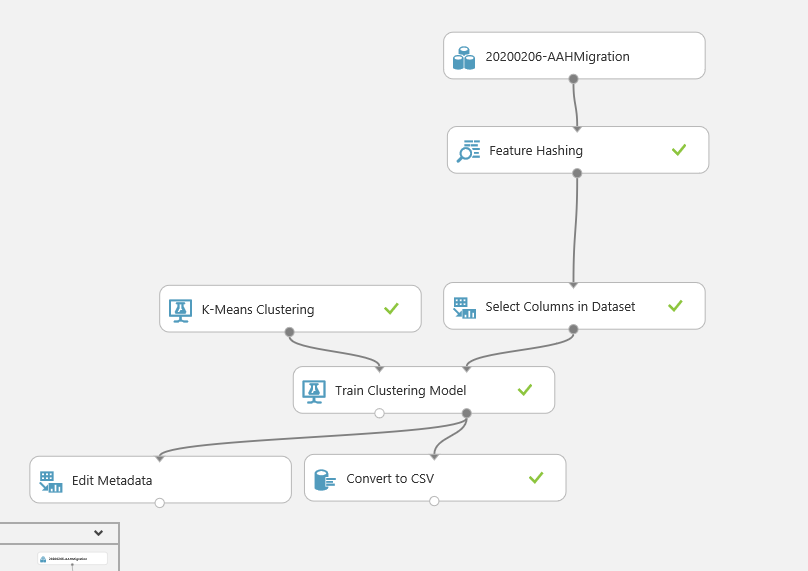 20200206-AAHMigration
Feature Hashing
K-Means Clustering
Select Columns in Dataset
Train Clustering Model
Edit Metadata
Convert to CSV
20200206-AAHMigration